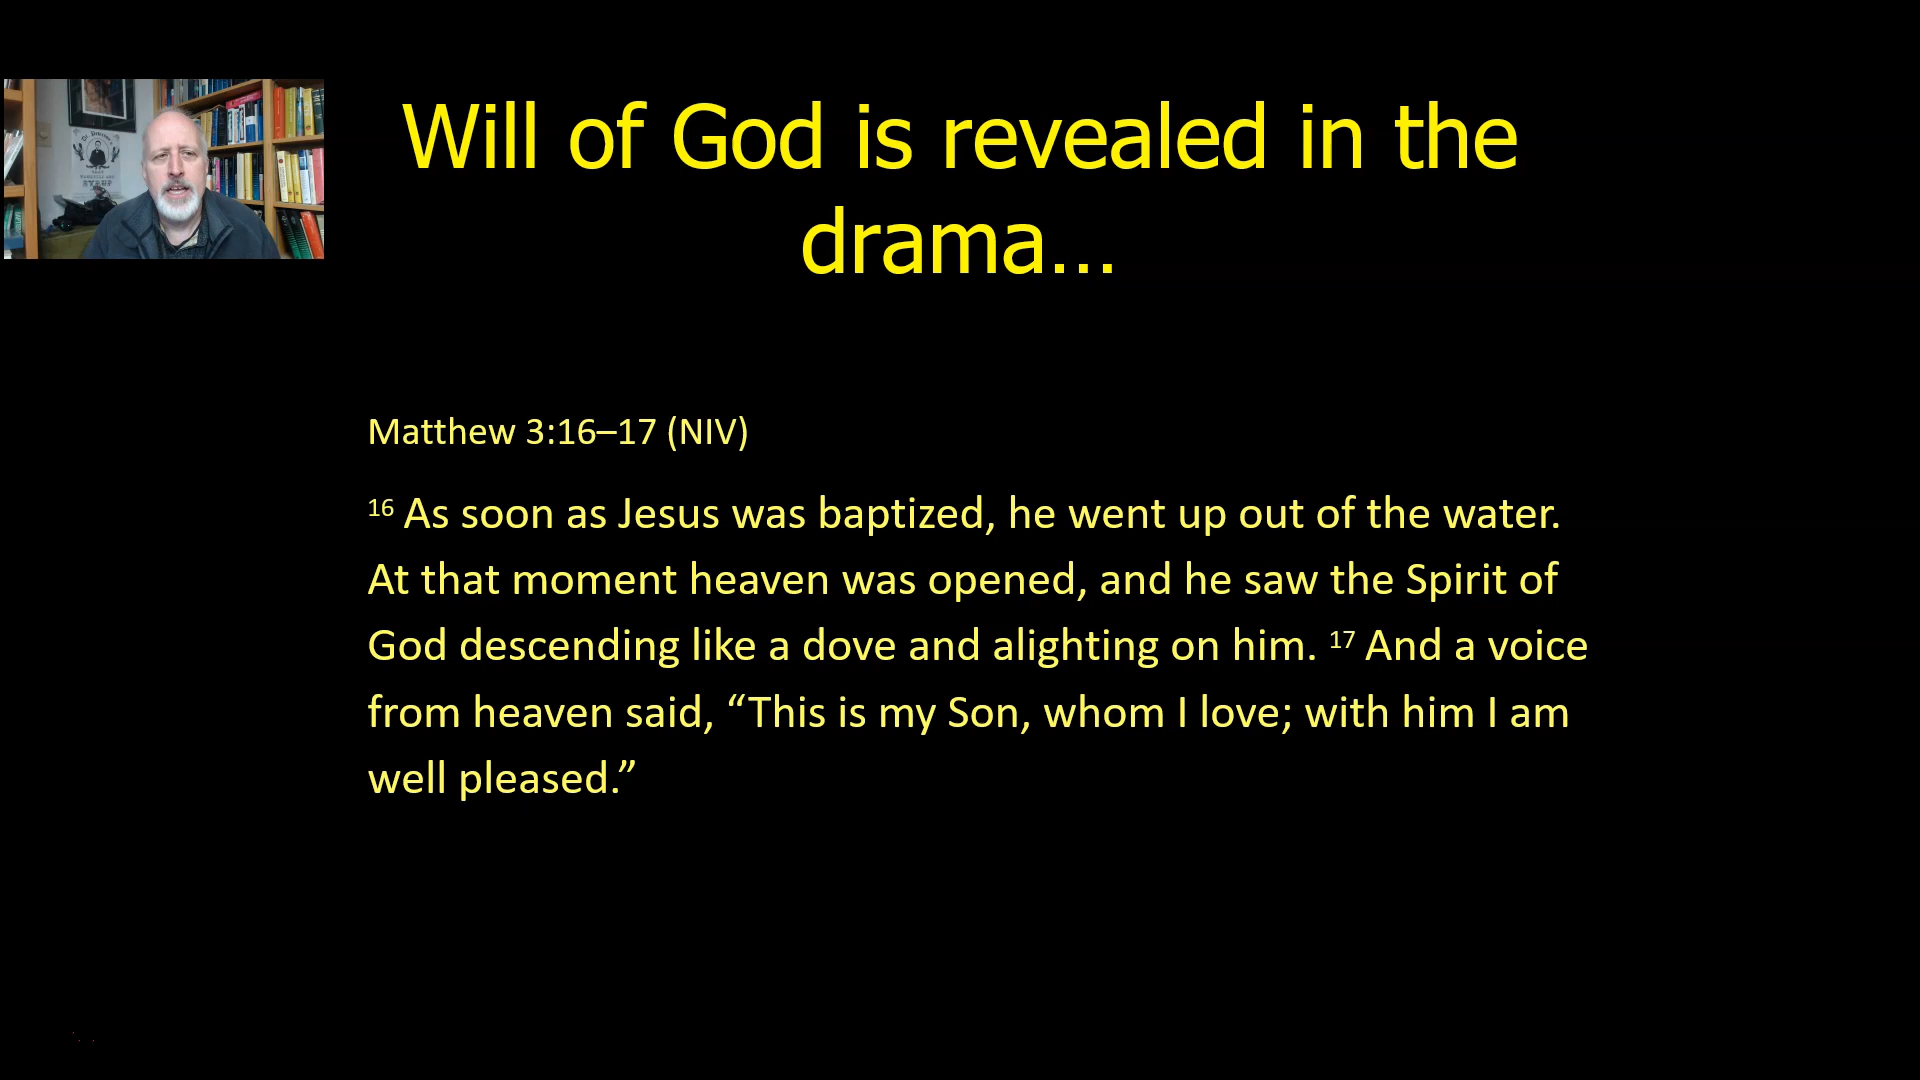 Will of God is revealed in the
drama...
Matthew 3:16–17 (NIV)
16 As soon as Jesus was baptized, he went up out of the water.
At that moment heaven was opened, and he saw the Spirit of
God descending like a dove and alighting on him. 17 And a voice
from heaven said, “This is my Son, whom I love; with him I am
well pleased.”